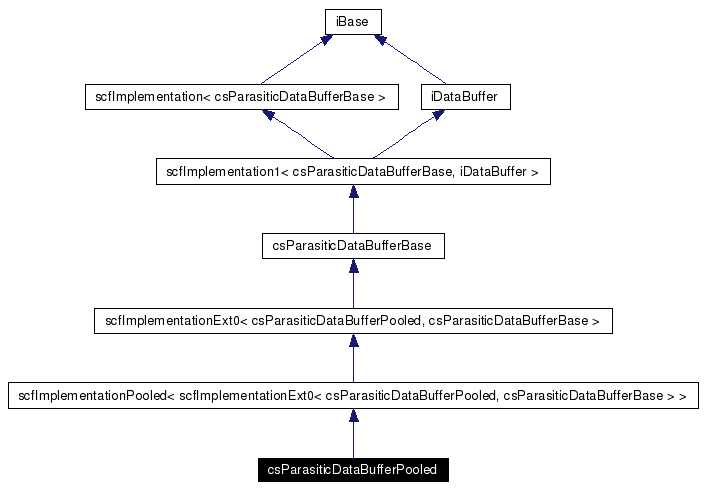 iBase
scfImplementation< csParasiticDataBufferBase >
iDataBuffer
scfImplementation1< csParasiticDataBufferBase, iDataBuffer >
csParasiticDataBufferBase
scfImplementationExt0< csParasiticDataBufferPooled, csParasiticDataBufferBase >
scfImplementationPooled< scfImplementationExt0< csParasiticDataBufferPooled, csParasiticDataBufferBase > >
csParasiticDataBufferPooled